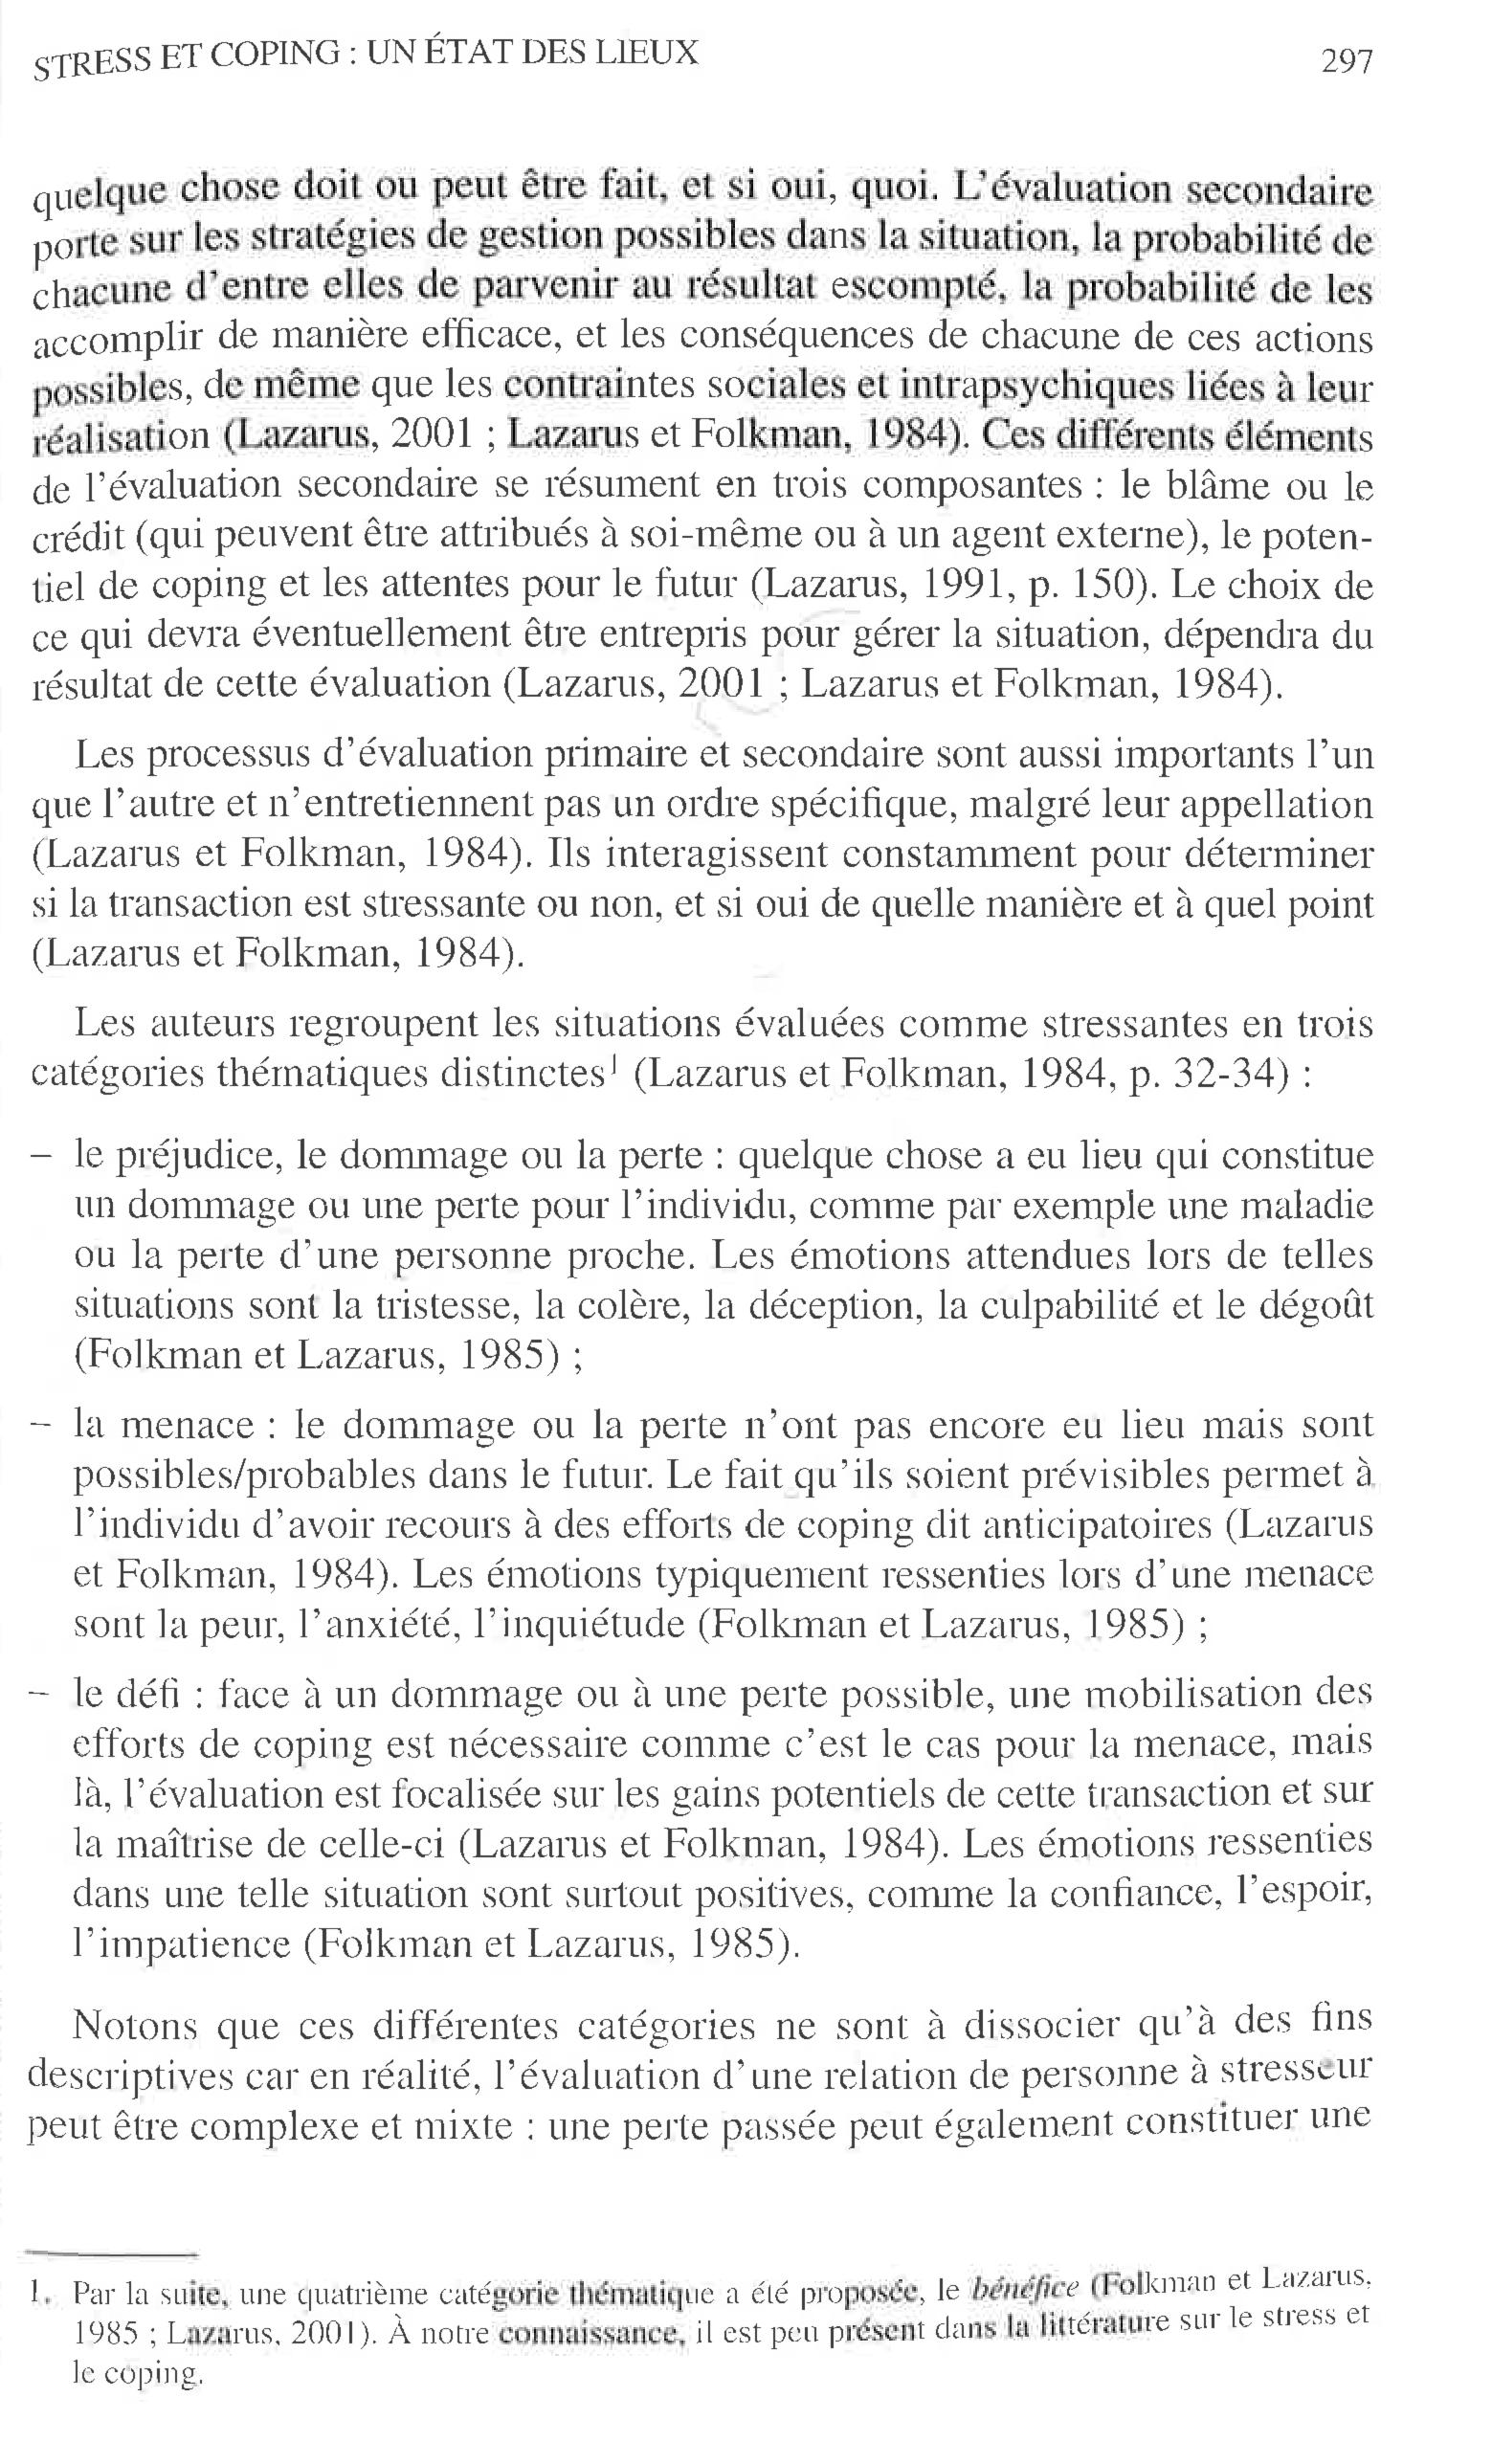 STRESS ET COPING : UN ÉTAT DES LIEUX
297
quelque chose doit ou peut être fait, et si oui, quoi. L'évaluation secondaire
porte sur les stratégies de gestion possibles dans la situation, la probabilité de
chacune d'entre elles de parvenir au résultat escompté, la probabilité de les
accomplir de manière efficace, et les conséquences de chacune de ces actions
possibles, de même que les contraintes sociales et intrapsychiques liées à leur
réalisation (Lazarus, 2001 ; Lazarus et Folkman, 1984). Ces différents éléments
de l'évaluation secondaire se résument en trois composantes : le blâme ou le
crédit (qui peuvent être attribués à soi-même ou à un agent externe), le poten-
tiel de coping et les attentes pour le futur (Lazarus, 1991, p. 150). Le choix de
ce qui devra éventuellement être entrepris pour gérer la situation, dépendra du
résultat de cette évaluation (Lazarus, 2001 ; Lazarus et Folkman, 1984).
Les processus d'évaluation primaire et secondaire sont aussi importants l'un
que l'autre et n'entretiennent pas un ordre spécifique, malgré leur appellation
(Lazarus et Folkman, 1984). Ils interagissent constamment pour déterminer
si la transaction est stressante ou non, et si oui de quelle manière et à quel point
(Lazarus et Folkman, 1984).
Les auteurs regroupent les situations évaluées comme stressantes en trois
catégories thématiques distinctes¹ (Lazarus et Folkman, 1984, p. 32-34) :
– le préjudice, le dommage ou la perte : quelque chose a eu lieu qui constitue
un dommage ou une perte pour l'individu, comme par exemple une maladie
ou la perte d'une personne proche. Les émotions attendues lors de telles
situations sont la tristesse, la colère, la déception, la culpabilité et le dégoût
(Folkman et Lazarus, 1985) ;
– la menace : le dommage ou la perte n'ont pas encore eu lieu mais sont
possibles/probables dans le futur. Le fait qu'ils soient prévisibles permet à
l'individu d'avoir recours à des efforts de coping dit anticipatoires (Lazarus
et Folkman, 1984). Les émotions typiquement ressenties lors d'une menace
sont la peur, l'anxiété, l'inquiétude (Folkman et Lazarus, 1985) ;
– le défi : face à un dommage ou à une perte possible, une mobilisation des
efforts de coping est nécessaire comme c'est le cas pour la menace, mais
là, l'évaluation est focalisée sur les gains potentiels de cette transaction et sur
la maîtrise de celle-ci (Lazarus et Folkman, 1984). Les émotions ressenties
dans une telle situation sont surtout positives, comme la confiance, l'espoir,
l'impatience (Folkman et Lazarus, 1985).
Notons que ces différentes catégories ne sont à dissocier qu'à des fins
descriptives car en réalité, l'évaluation d'une relation de personne à stresseur
peut être complexe et mixte : une perte passée peut également constituer une
1. Par la suite, une quatrième catégorie thématique a été proposée, le bénéfice (Folkman et Lazarus,
1985 ; Lazarus, 2001). À notre connaissance, il est peu présent dans la littérature sur le stress et
le coping.